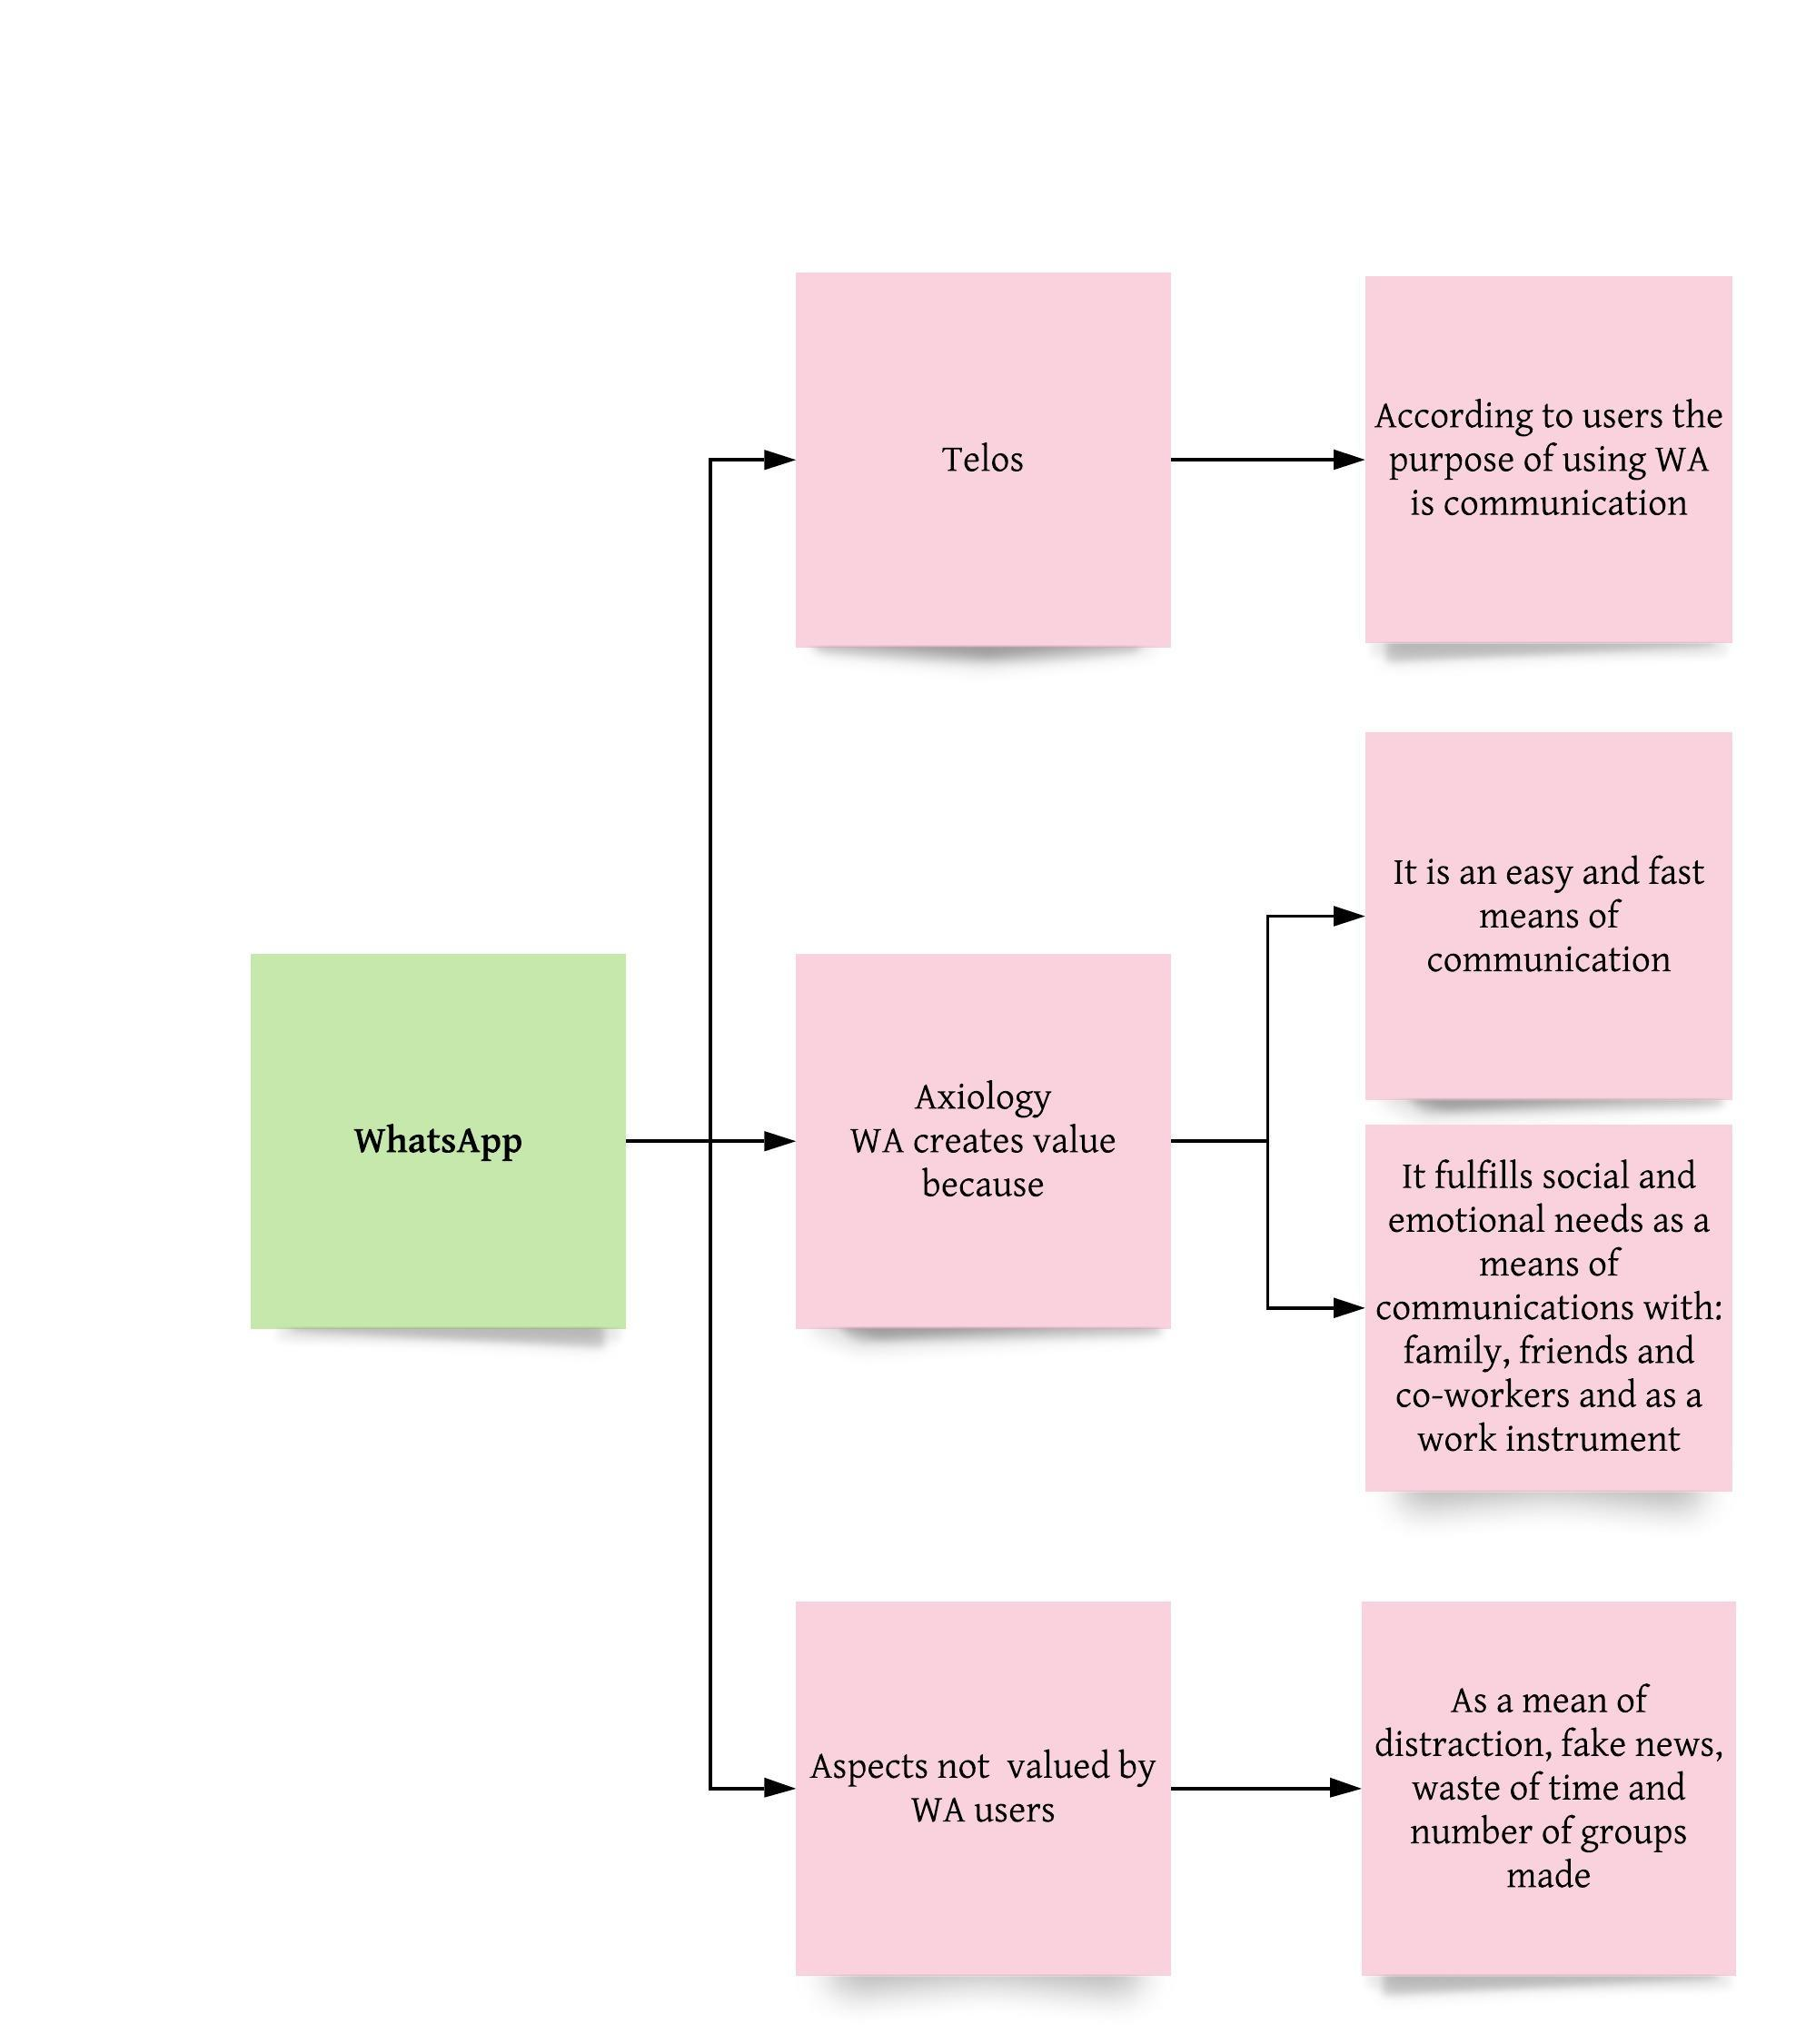 Telos
According to users the
purpose of using WA
is communication
It is an easy and fast
means of
communication
WhatsApp
Axiology
WA creates value
because
It fulfills social and
emotional needs as a
means of
communications with:
family, friends and
co-workers and as a
work instrument
Aspects not  valued by
WA users
As a mean of
distraction, fake news,
waste of time and
number of groups
made